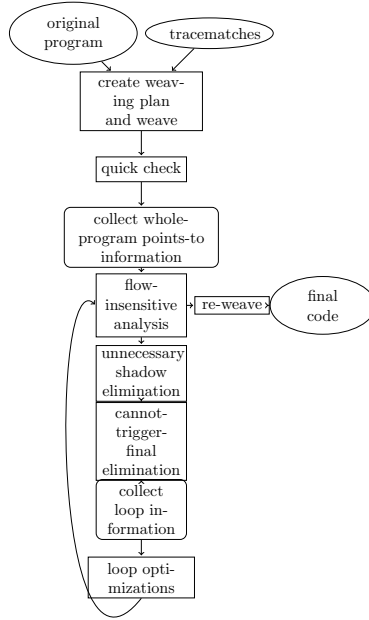 original
program
tracematches
create weav-
ing plan
and weave
quick check
collect whole-
program points-to
information
flow-
insensitive
analysis
re-weave
final
code
unnecessary
shadow
elimination
cannot-
trigger-
final
elimination
collect
loop in-
formation
loop opti-
mizations